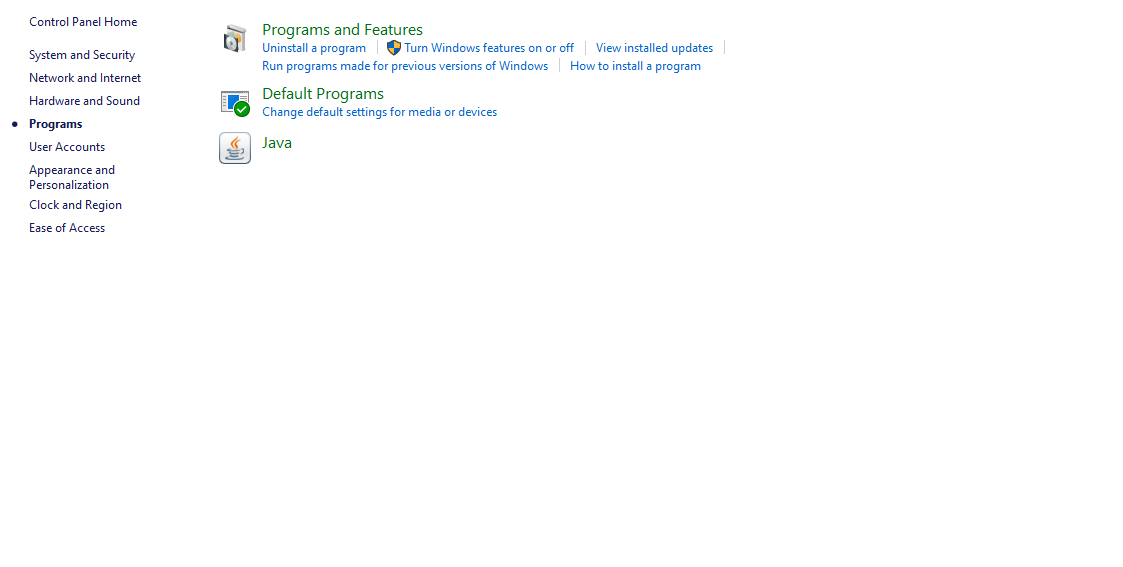 Control Panel Home
System and Security
Network and Internet
Hardware and Sound
Programs
User Accounts
Appearance and
Personalization
Clock and Region
Ease of Access
Programs and Features
Uninstall a program Turn Windows features on or off View installed updates
Run programs made for previous versions of Windows How to install a program
Default Programs
Change default settings for media or devices
Java